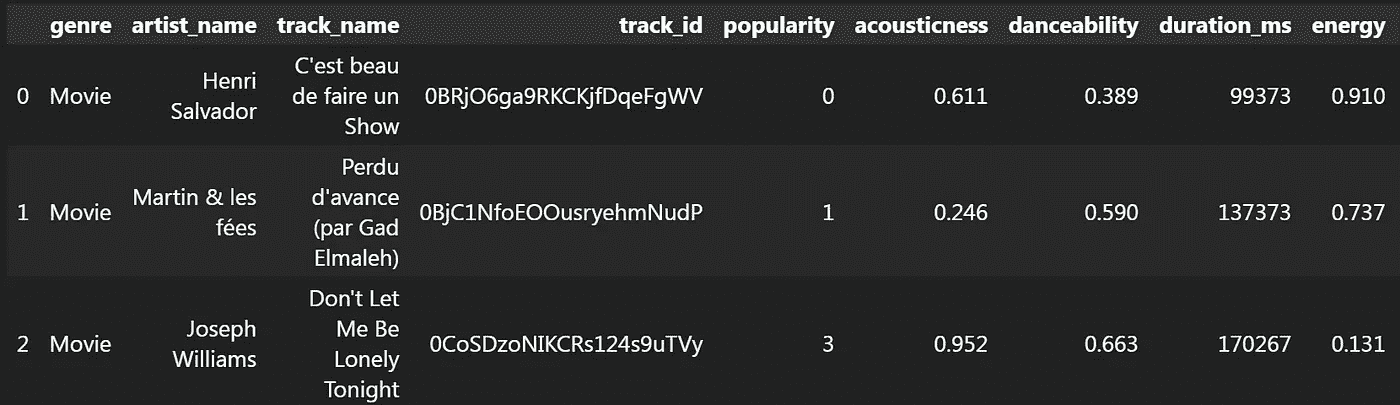 genre artist_name track_name track_id popularity acousticness danceability duration_ms energy
0 Movie Henri Salvador C'est beau de faire un Show 0BRjO6ga9RKCKjfDqeFgWV 0 0.611 0.389 99373 0.910
1 Movie Martin & les fées Perdu d'avance (par Gad Elmaleh) 0BjC1NfoEOOusryehmNudP 1 0.246 0.590 137373 0.737
2 Movie Joseph Williams Don't Let Me Be Lonely Tonight 0CoSDzoNIKCRs124s9uTVy 3 0.952 0.663 170267 0.131